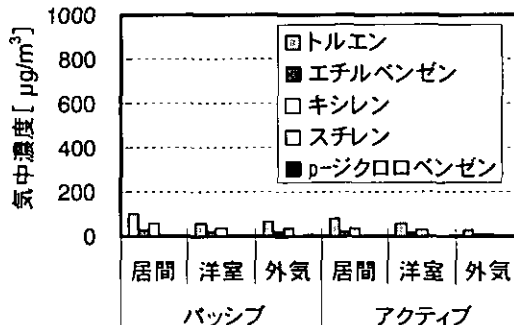 気中濃度[ μg/m³]
1000
800
600
400
200
0
トルエン
エチルベンゼン
キシレン
スチレン
p-ジクロロベンゼン
居間 洋室 外気 居間 洋室 外気
パッシブ アクティブ